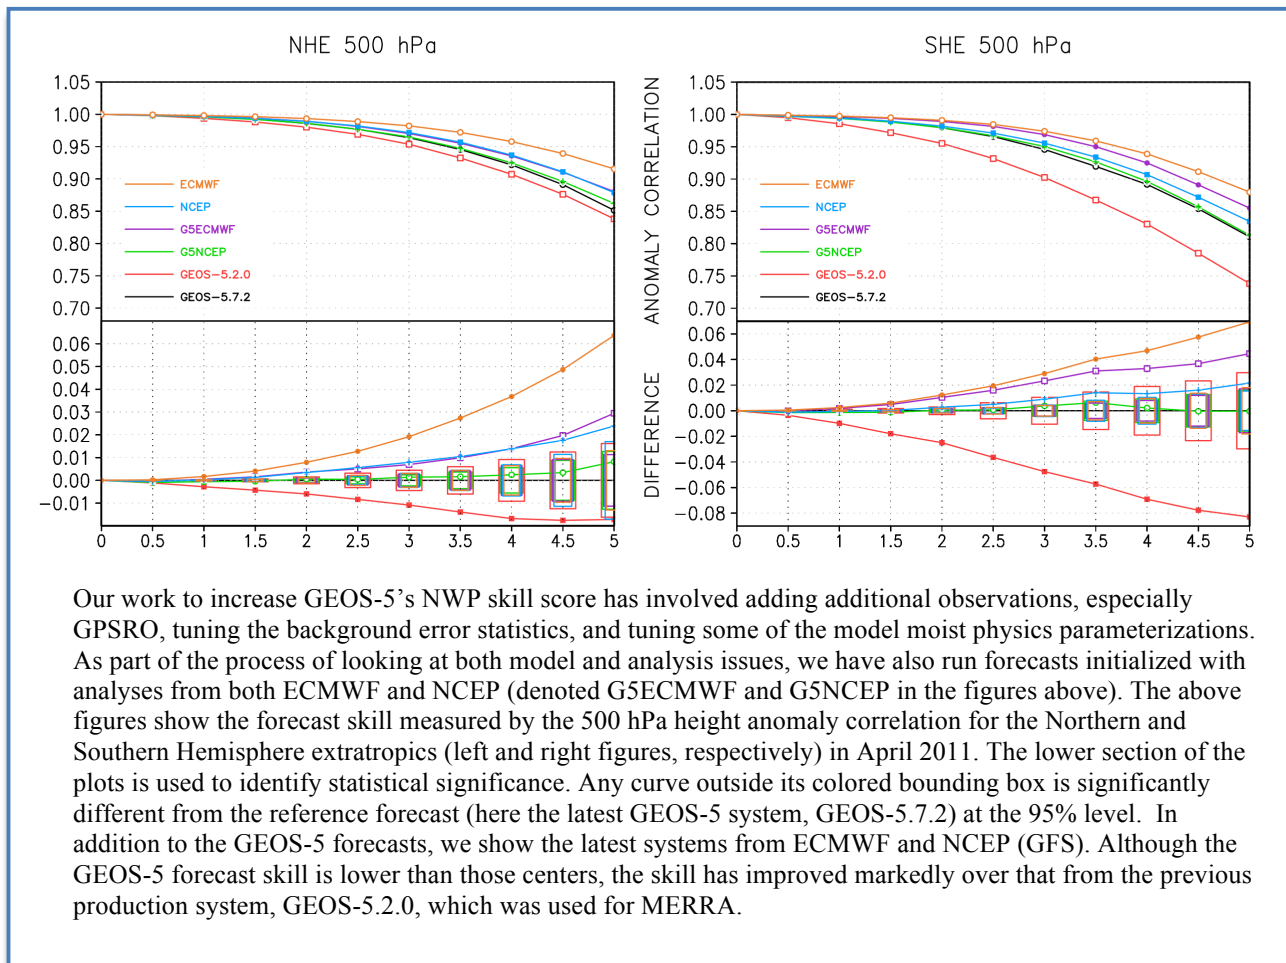 NHE 500 hPa
1.05
1.00
0.95
0.90
0.85
0.80
0.75
0.70
ECMWF
NCEP
G5ECMWF
G5NCEP
GEOS-5.2.0
GEOS-5.7.2
0.06
0.05
0.04
0.03
0.02
0.01
0.00
-0.01
0 0.5 1 1.5 2 2.5 3 3.5 4 4.5 5
SHE 500 hPa
ANOMALY CORRELATION
1.05
1.00
0.95
0.90
0.85
0.80
0.75
0.70
ECMWF
NCEP
G5ECMWF
G5NCEP
GEOS-5.2.0
GEOS-5.7.2
DIFFERENCE
0.06
0.04
0.02
0.00
-0.02
-0.04
-0.06
-0.08
0 0.5 1 1.5 2 2.5 3 3.5 4 4.5 5
Our work to increase GEOS-5's NWP skill score has involved adding additional observations, especially
GPSRO, tuning the background error statistics, and tuning some of the model moist physics parameterizations.
As part of the process of looking at both model and analysis issues, we have also run forecasts initialized with
analyses from both ECMWF and NCEP (denoted G5ECMWF and G5NCEP in the figures above). The above
figures show the forecast skill measured by the 500 hPa height anomaly correlation for the Northern and
Southern Hemisphere extratropics (left and right figures, respectively) in April 2011. The lower section of the
plots is used to identify statistical significance. Any curve outside its colored bounding box is significantly
different from the reference forecast (here the latest GEOS-5 system, GEOS-5.7.2) at the 95% level. In
addition to the GEOS-5 forecasts, we show the latest systems from ECMWF and NCEP (GFS). Although the
GEOS-5 forecast skill is lower than those centers, the skill has improved markedly over that from the previous
production system, GEOS-5.2.0, which was used for MERRA.